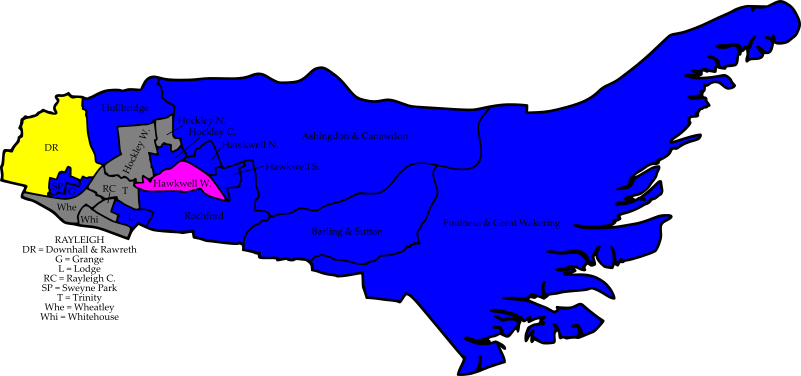 Hullbridge
Hockley N.
Hockley C.
Ashingdon & Canewdon
Hockley W.
Hawkwell N.
DR
Hawkwell S.
SP
G
RC
T
Hawkwell W.
Whe
Whi
L
Rochford
Barling & Sutton
Foulness & Great Wakering
RAYLEIGH
DR = Downhall & Rawreth
G = Grange
L = Lodge
RC = Rayleigh C.
SP = Sweyne Park
T = Trinity
Whe = Wheatley
Whi = Whitehouse